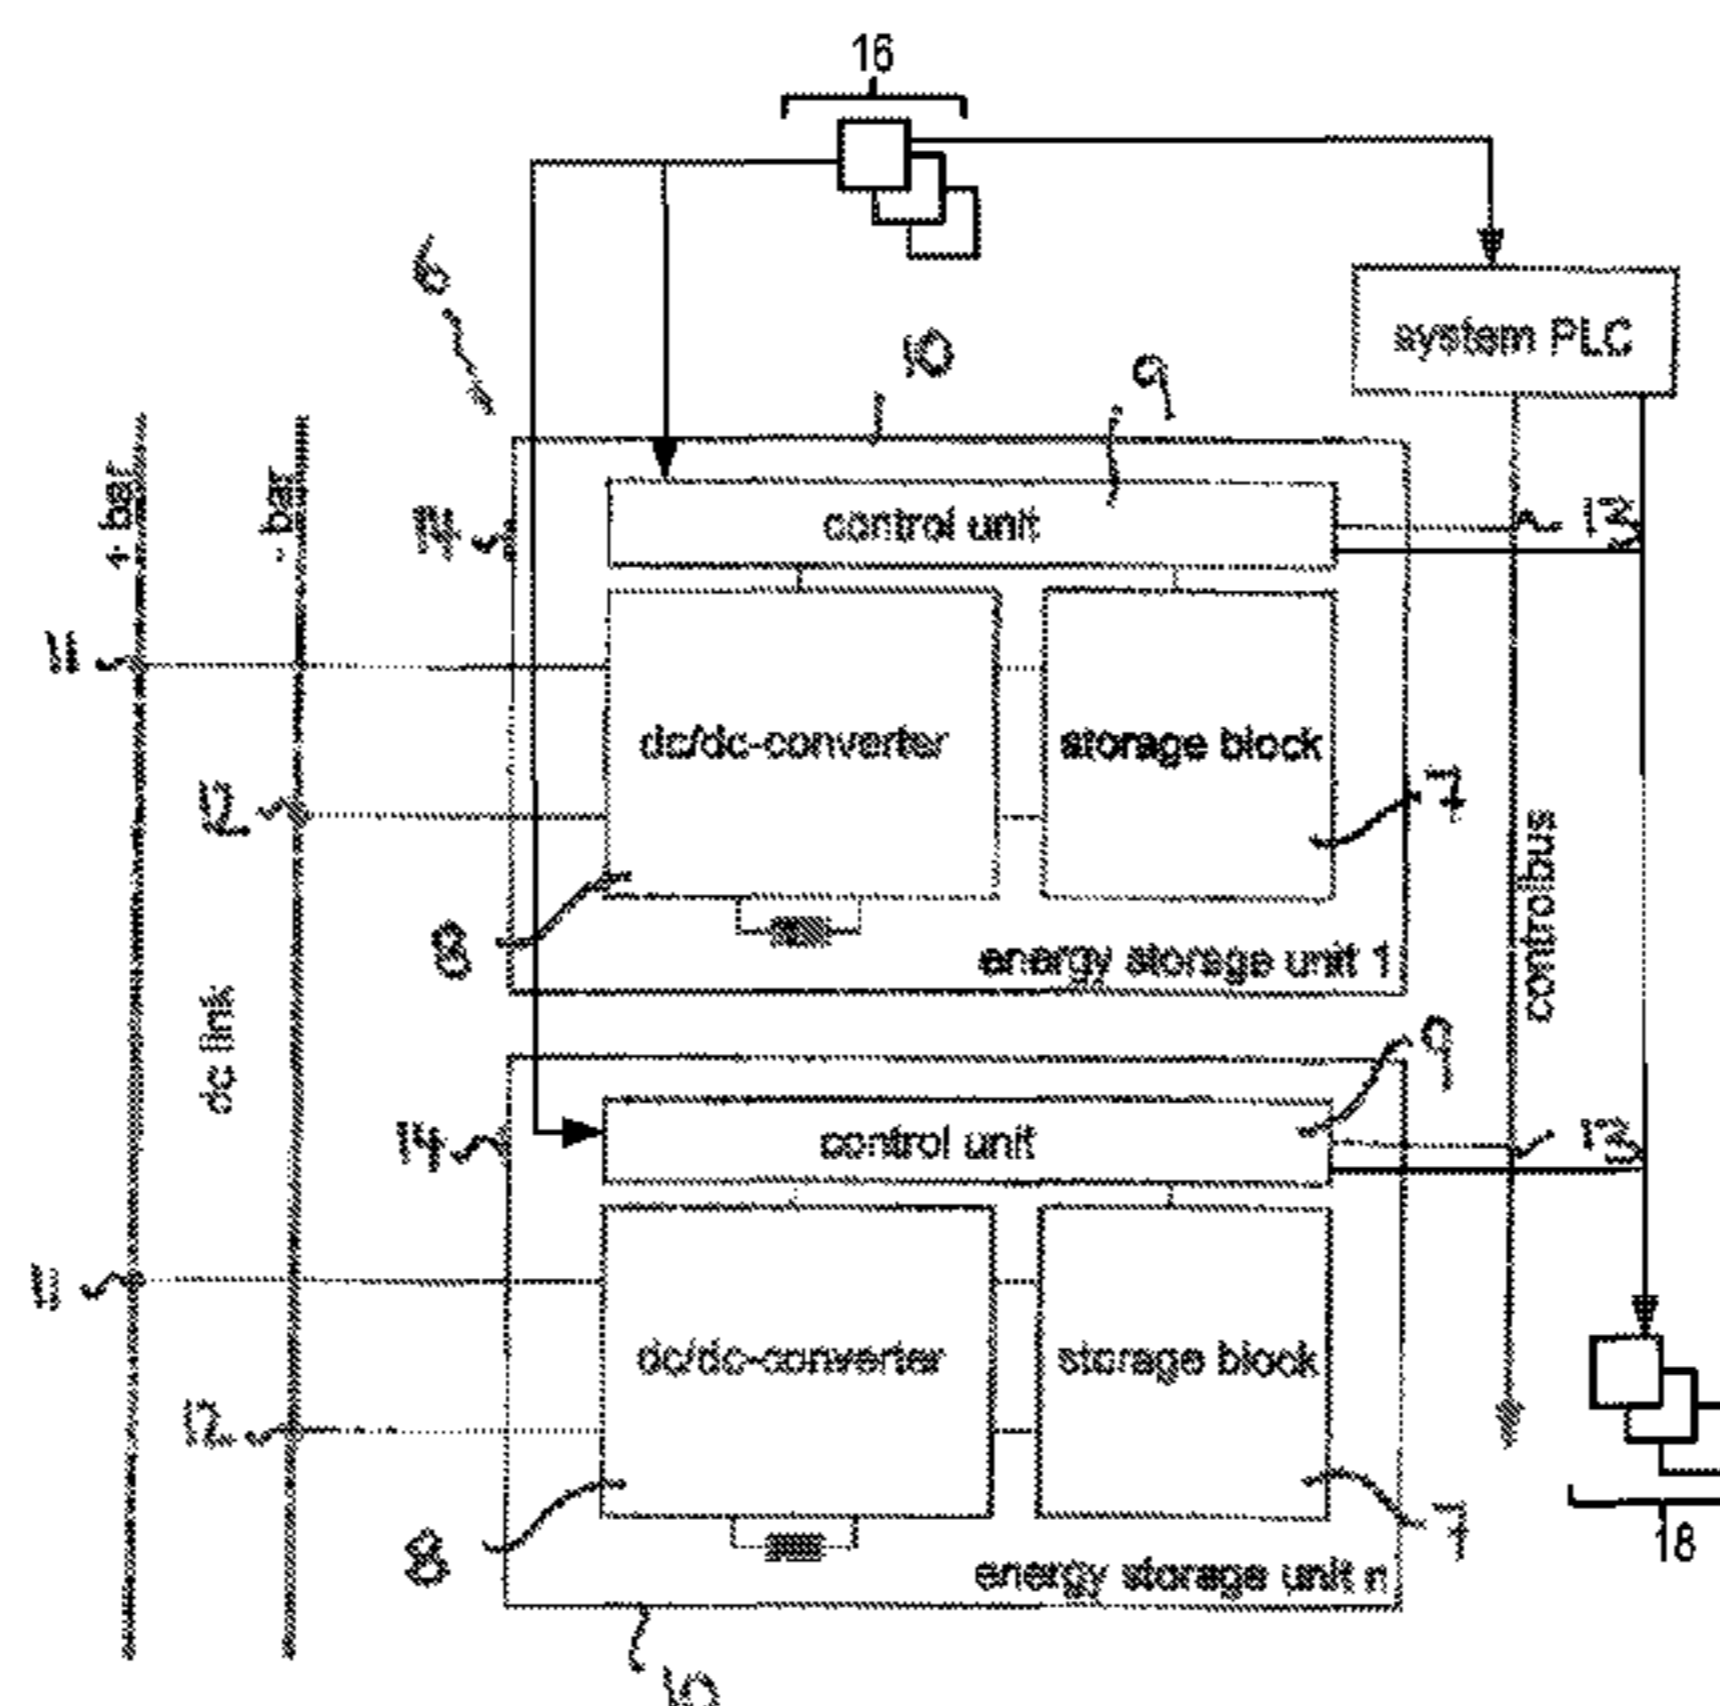 16
6
system PLC
10
9
+ bar
- bar
14
control unit
13
11
dc/dc-converter
storage block
7
12
controlbus
8
energy storage unit 1
dc link
9
14
control unit
13
11
dc/dc-converter
storage block
12
7
18
8
energy storage unit n
10